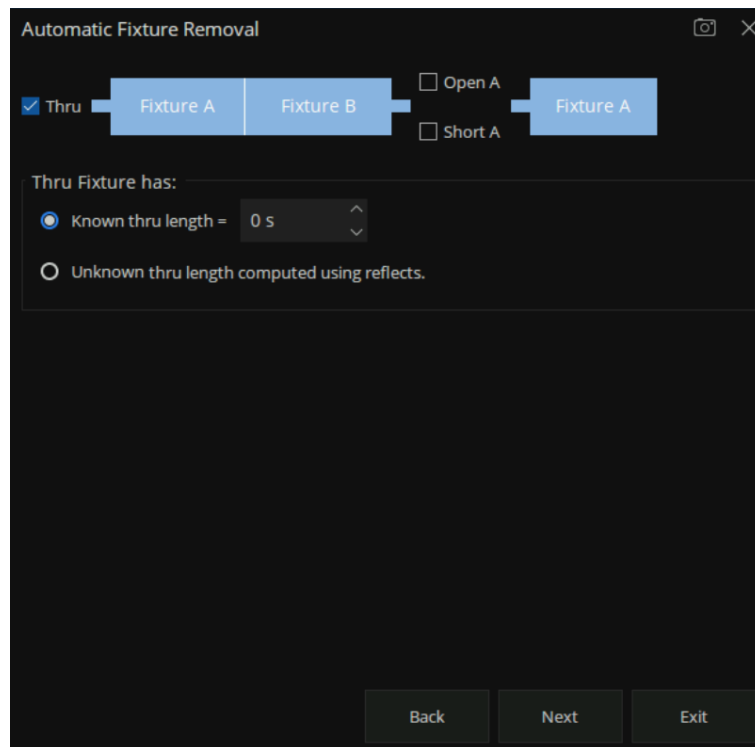 Automatic Fixture Removal
Open A
Thru Fixture A Fixture B Fixture A
Short A
Thru Fixture has:
Known thru length = 0 s
Unknown thru length computed using reflects.
Back Next Exit